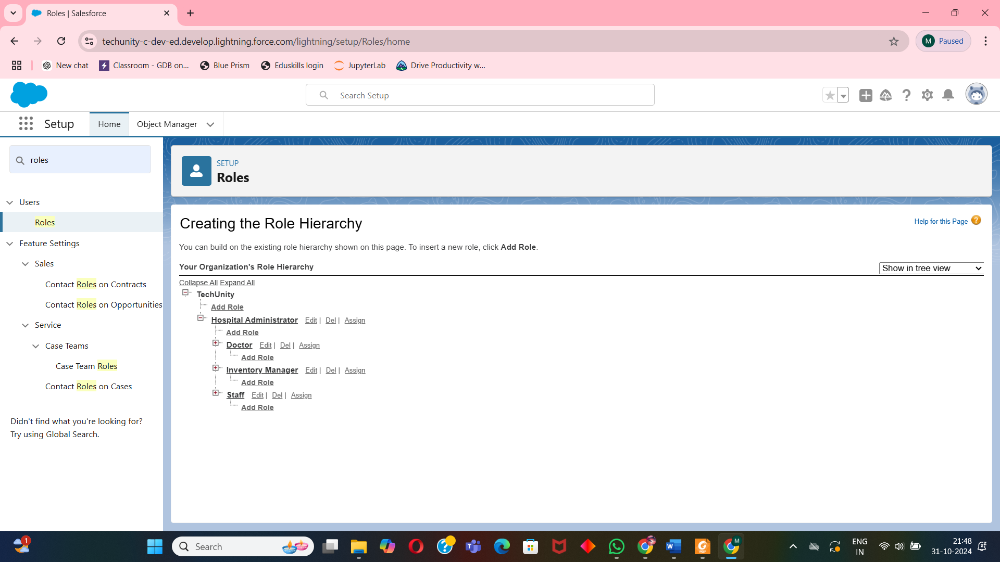 Roles | Salesforce
techunity-c-dev-ed.develop.lightning.force.com/lightning/setup/Roles/home
M Paused
New chat
Classroom - GDB on...
Blue Prism
Eduskills login
JupyterLab
Drive Productivity w...
Search Setup
Setup
Home
Object Manager
roles
Users
Roles
Feature Settings
Sales
Contact Roles on Contracts
Contact Roles on Opportunities
Service
Case Teams
Case Team Roles
Contact Roles on Cases
Didn't find what you're looking for?
Try using Global Search.
SETUP
Roles
Creating the Role Hierarchy
Help for this Page ?
You can build on the existing role hierarchy shown on this page. To insert a new role, click Add Role.
Your Organization's Role Hierarchy
Show in tree view
Collapse All Expand All
TechUnity
Add Role
Hospital Administrator Edit | Del | Assign
Add Role
Doctor Edit | Del | Assign
Add Role
Inventory Manager Edit | Del | Assign
Add Role
Staff Edit | Del | Assign
Add Role
1
Search
M
ENG
IN
21:48
31-10-2024